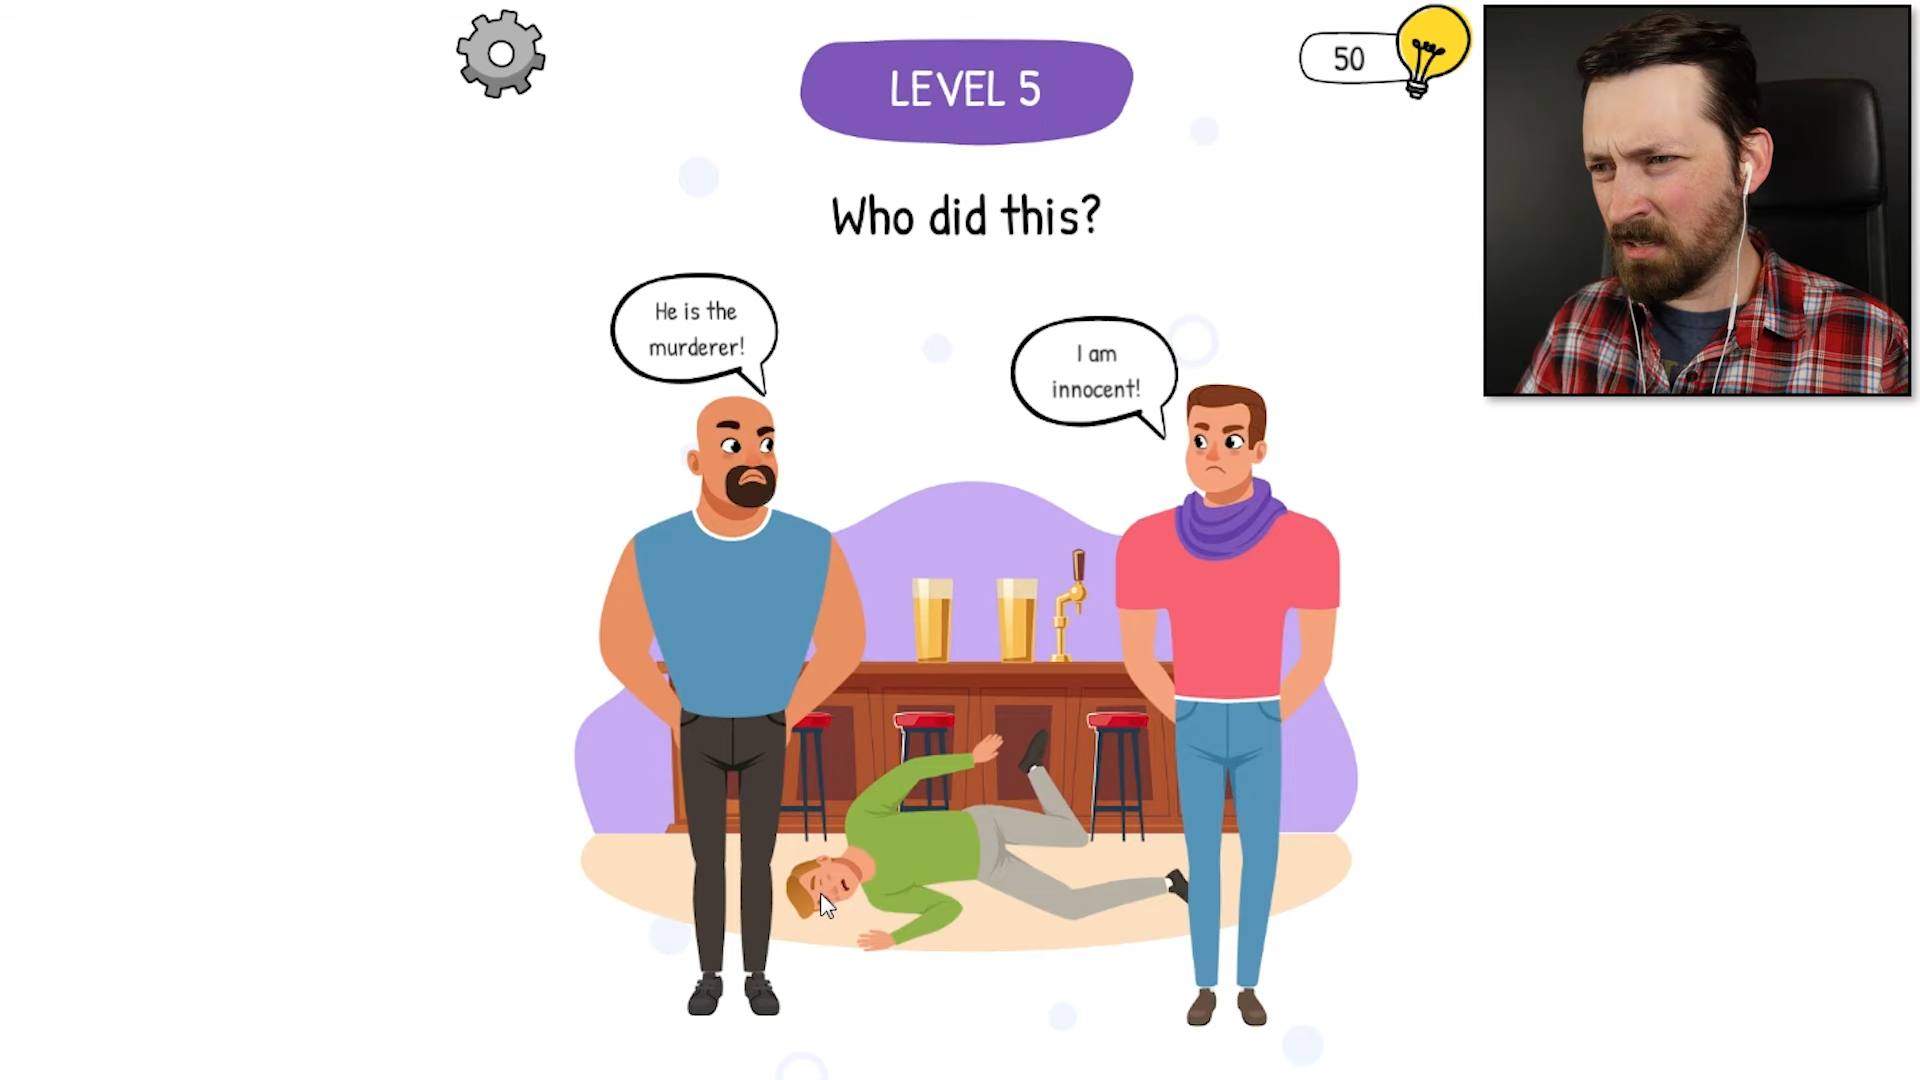 LEVEL 5
50
Who did this?
He is the
murderer!
I am
innocent!